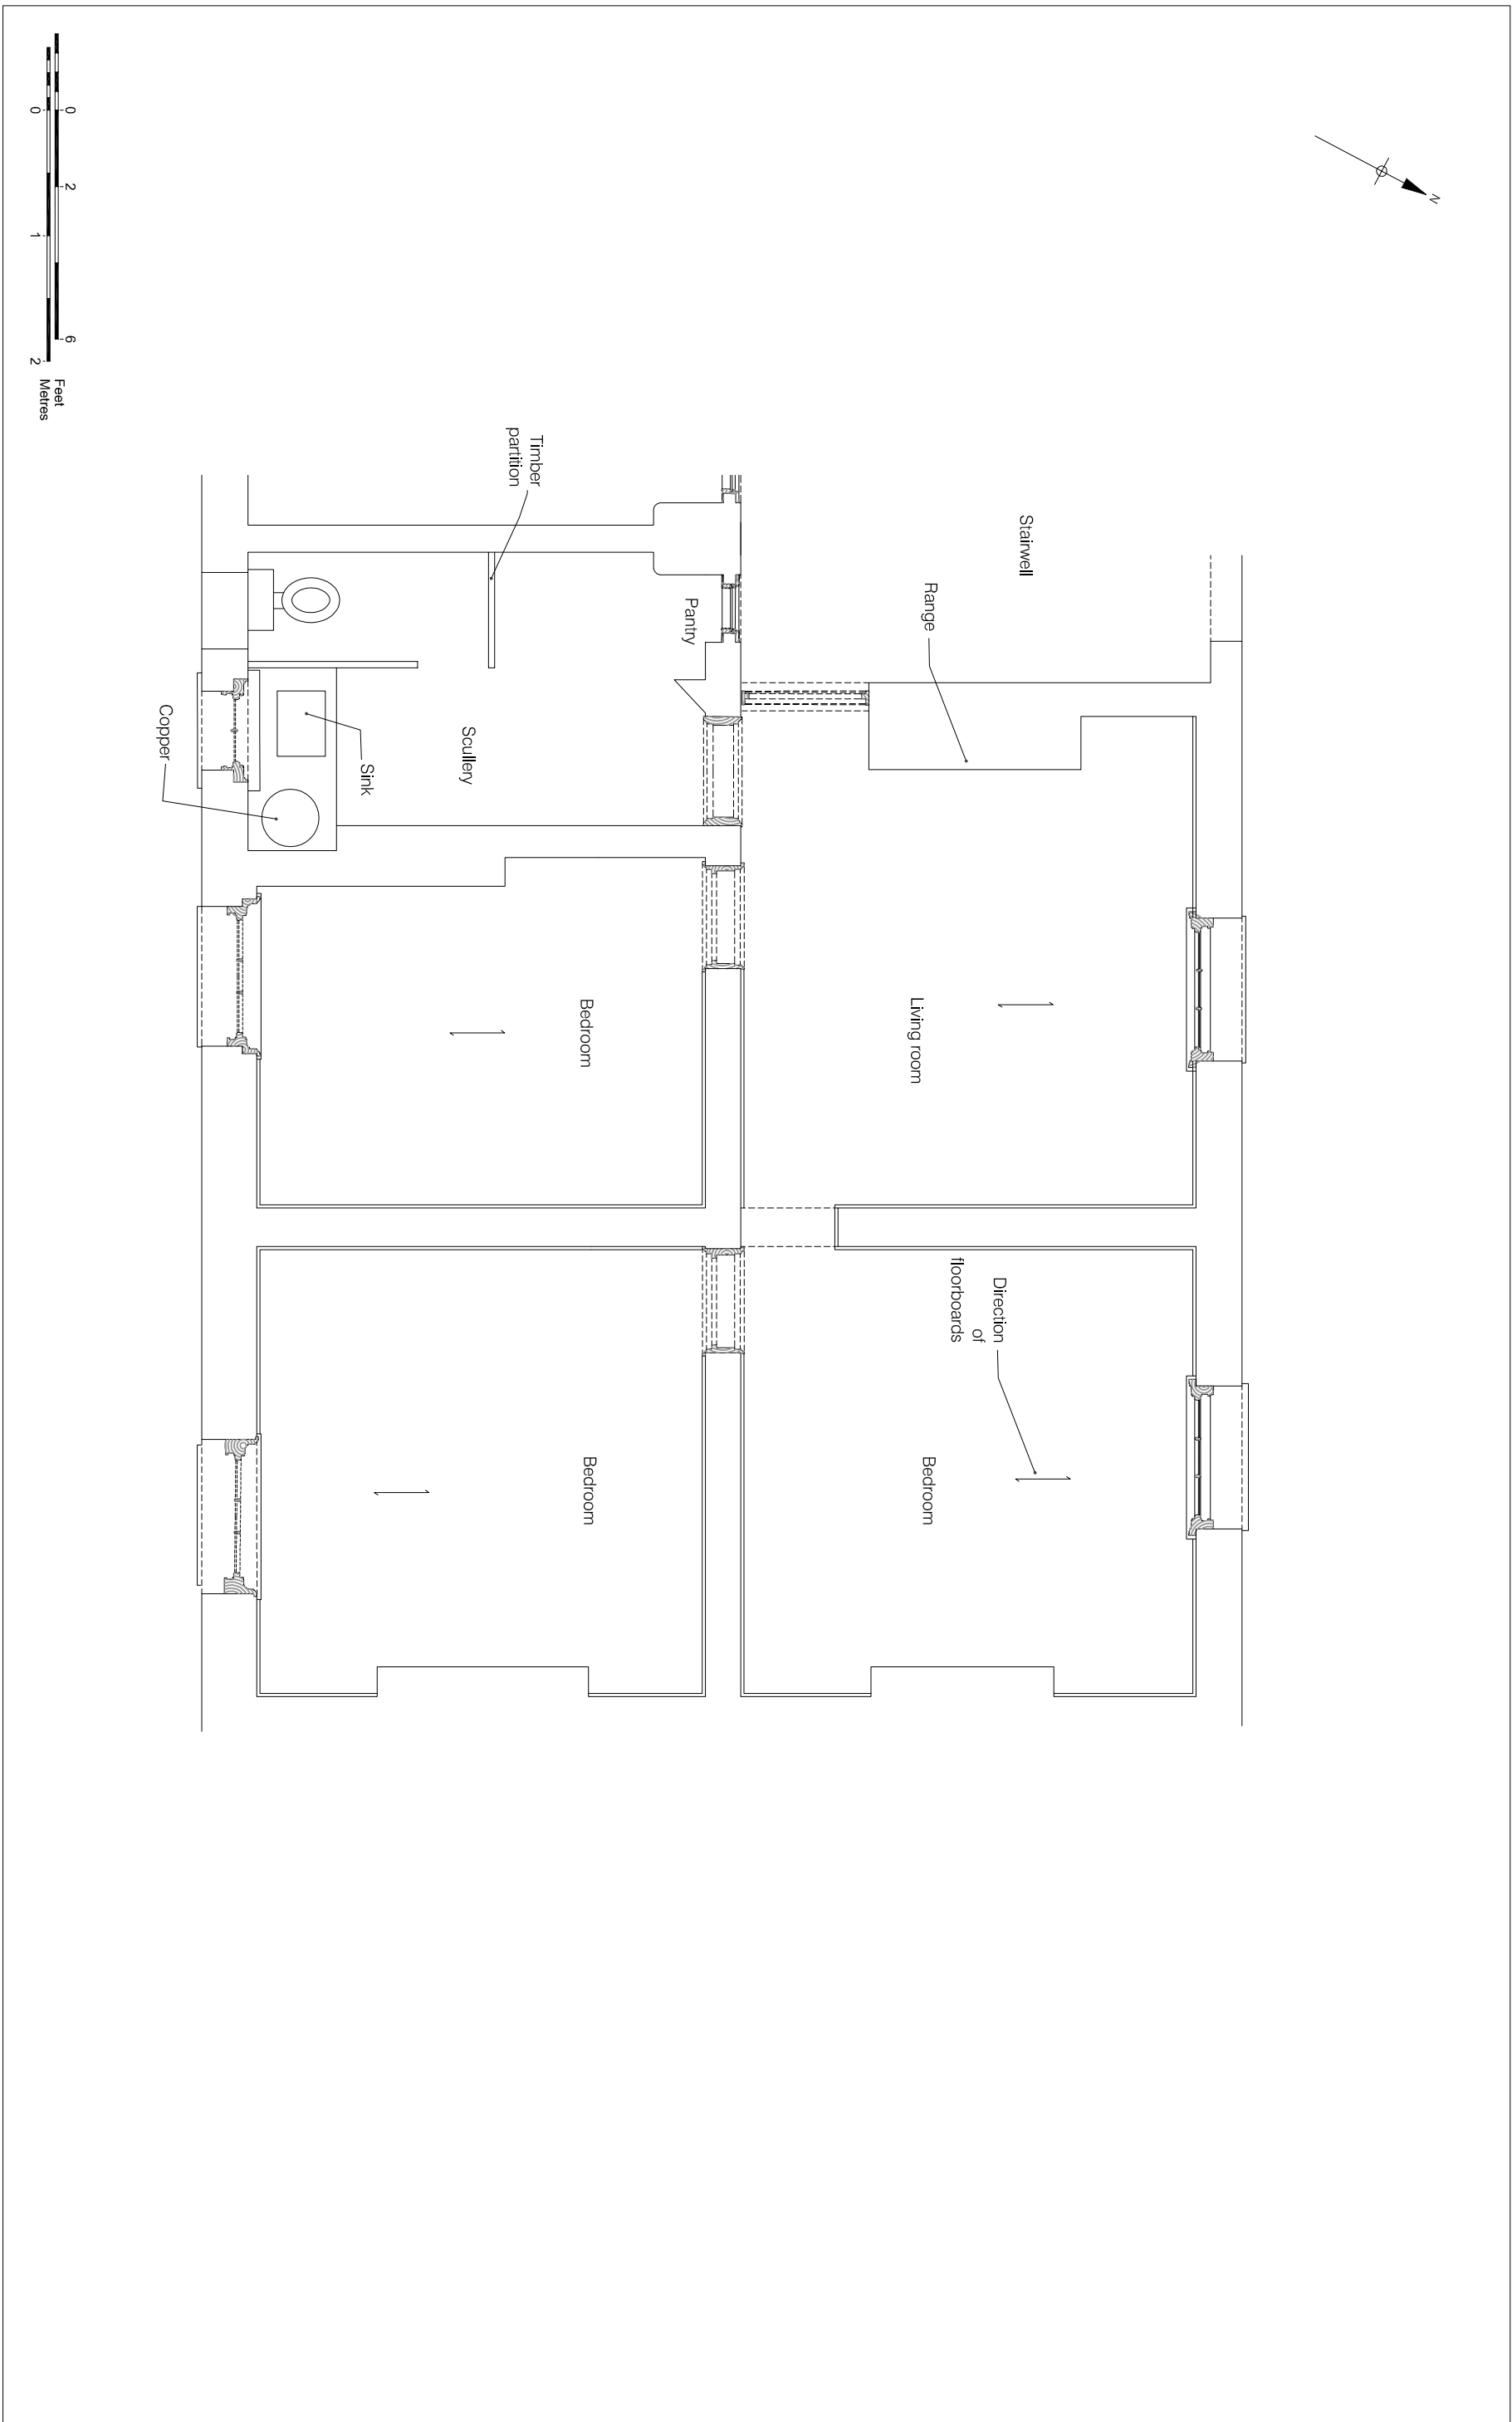 N
Stairwell
Range
Living room
Direction
of
floorboards
Bedroom
Timber
partition
Pantry
Scullery
Sink
Copper
Bedroom
Bedroom
0 2 6 Feet
0 1 2 Metres